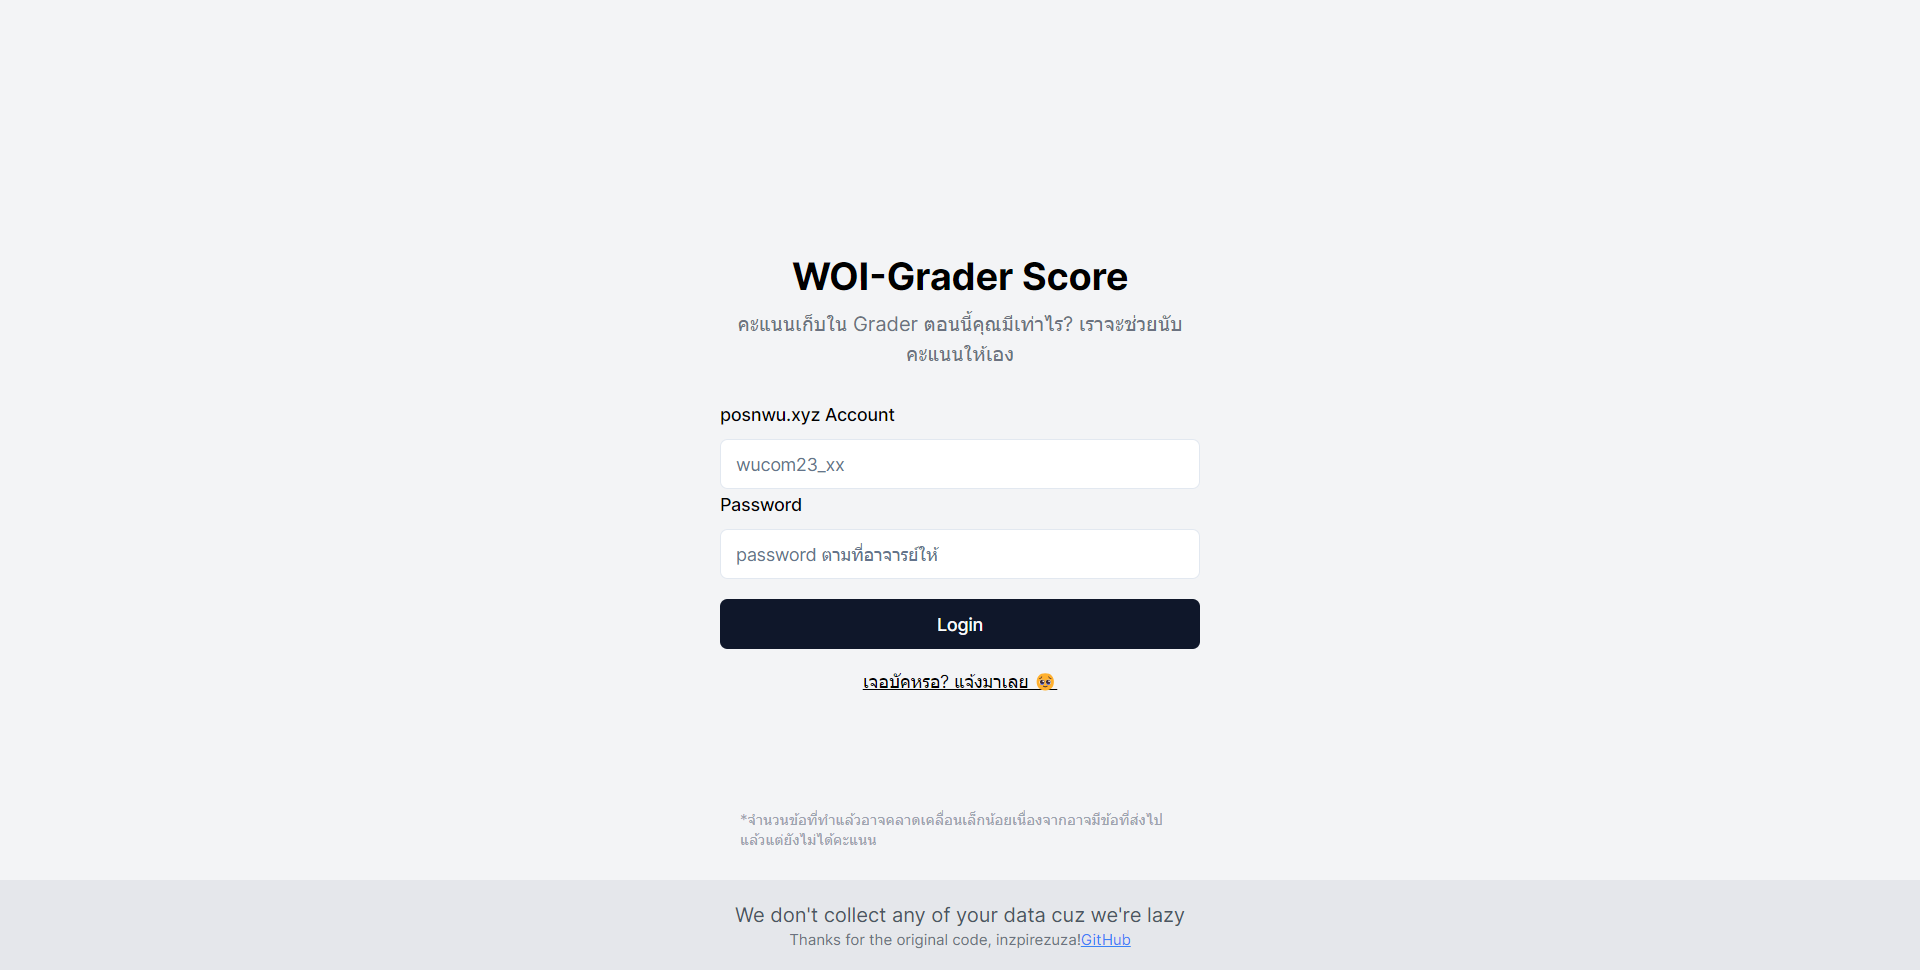 WOI-Grader Score
คะแนนเก็บใน Grader ตอนนี้คุณมีเท่าไร? เราจะช่วยนับ
คะแนนให้เอง
posnwu.xyz Account
wucom23_xx
Password
password ตามที่อาจารย์ให้
Login
เจอบัคหรอ? แจ้งมาเลย 🥹
*จำนวนข้อที่ทำแล้วอาจคลาดเคลื่อนเล็กน้อยเนื่องจากอาจมีข้อที่ส่งไป
แล้วแต่ยังไม่ได้คะแนน
We don't collect any of your data cuz we're lazy
Thanks for the original code, inzpirezuza!GitHub